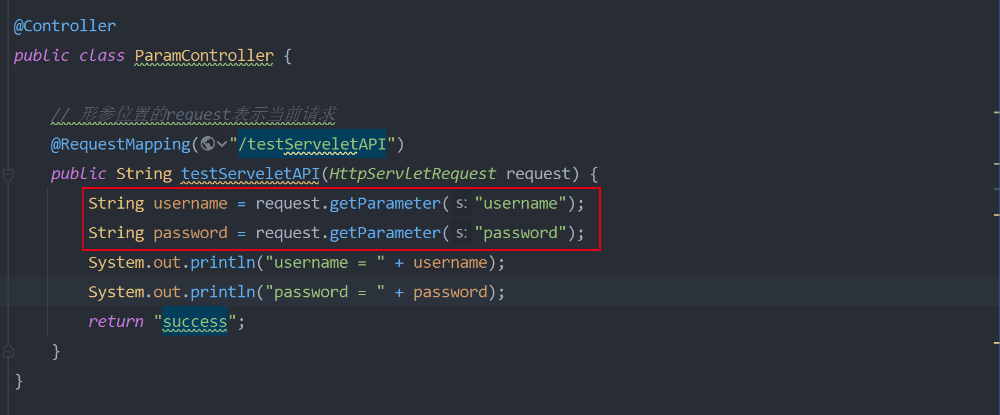 @Controller
public class ParamController {
// 形参位置的request表示当前请求
@RequestMapping("/testServeletAPI")
public String testServeletAPI(HttpServletRequest request) {
String username = request.getParameter( s: "username");
String password = request.getParameter( s: "password");
System.out.println("username = " + username);
System.out.println("password = " + password);
return "success";
}
}